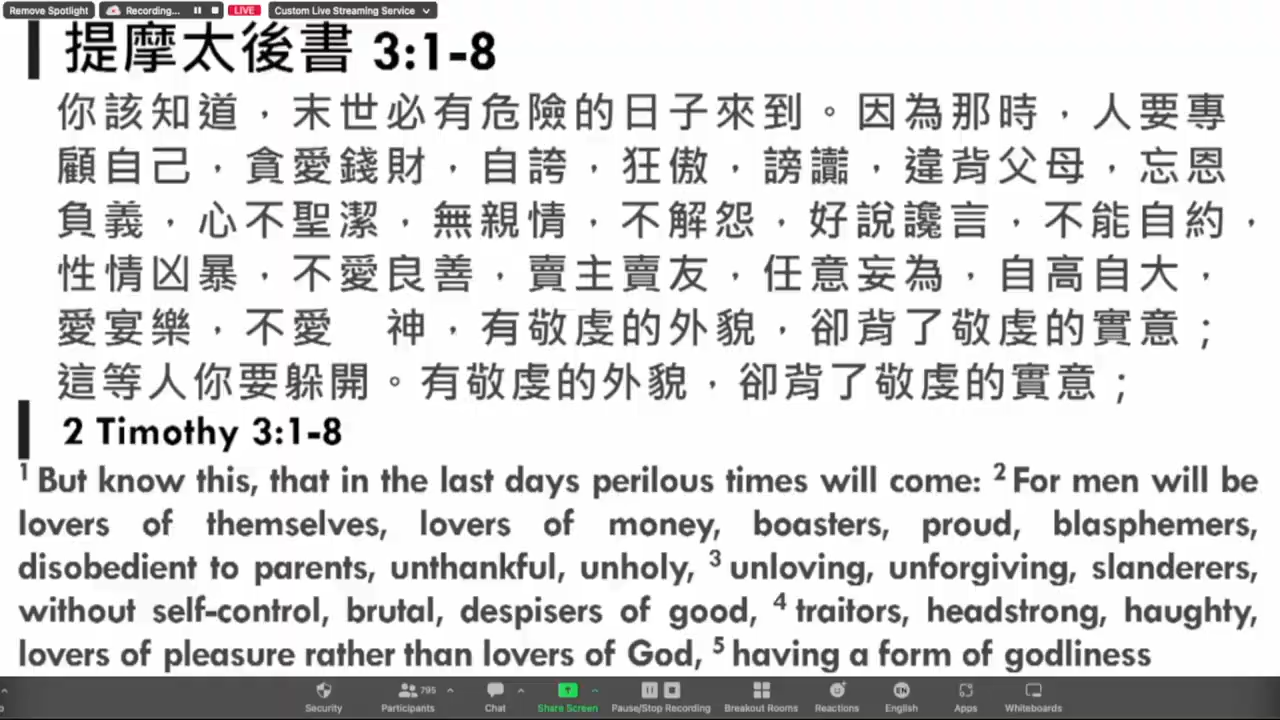 Remove Spotlight
Recording...
LIVE
Custom Live Streaming Service
提摩太後書 3:1-8
你該知道，末世必有危險的日子來到。因為那時，人要專
顧自己，貪愛錢財，自誇，狂傲，謗讟，違背父母，忘恩
負義，心不聖潔，無親情，不解怨，好說讒言，不能自約，
性情凶暴，不愛良善，賣主賣友，任意妄為，自高自大，
愛宴樂，不愛　神，有敬虔的外貌，卻背了敬虔的實意；
這等人你要躲開。有敬虔的外貌，卻背了敬虔的實意；
2 Timothy 3:1-8
1 But know this, that in the last days perilous times will come: 2 For men will be
lovers of themselves, lovers of money, boasters, proud, blasphemers,
disobedient to parents, unthankful, unholy, 3 unloving, unforgiving, slanderers,
without self-control, brutal, despisers of good, 4 traitors, headstrong, haughty,
lovers of pleasure rather than lovers of God, 5 having a form of godliness
795
EN
Security
Participants
Chat
Share Screen
Pause/Stop Recording
Breakout Rooms
Reactions
English
Apps
Whiteboards